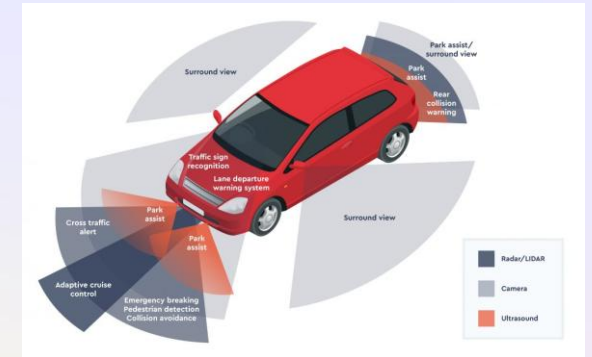 Surround view
Park assist/
surround view
Park
assist
Rear
collision
warning
Traffic sign
recognition
Lane departure
warning system
Surround view
Park
assist
Park
assist
Cross traffic
alert
Adaptive cruise
control
Emergency breaking
Pedestrian detection
Collision avoidance
Radar/LIDAR
Camera
Ultrasound